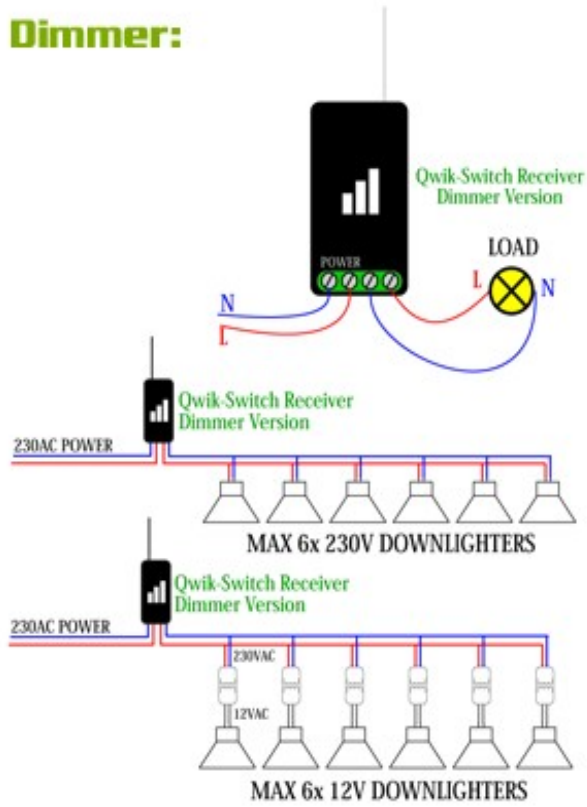 Dimmer:
Qwik-Switch Receiver
Dimmer Version
POWER
LOAD
N
L
L
N
Qwik-Switch Receiver
Dimmer Version
230AC POWER
MAX 6x 230V DOWNLIGHTERS
Qwik-Switch Receiver
Dimmer Version
230AC POWER
230VAC
12VAC
MAX 6x 12V DOWNLIGHTERS